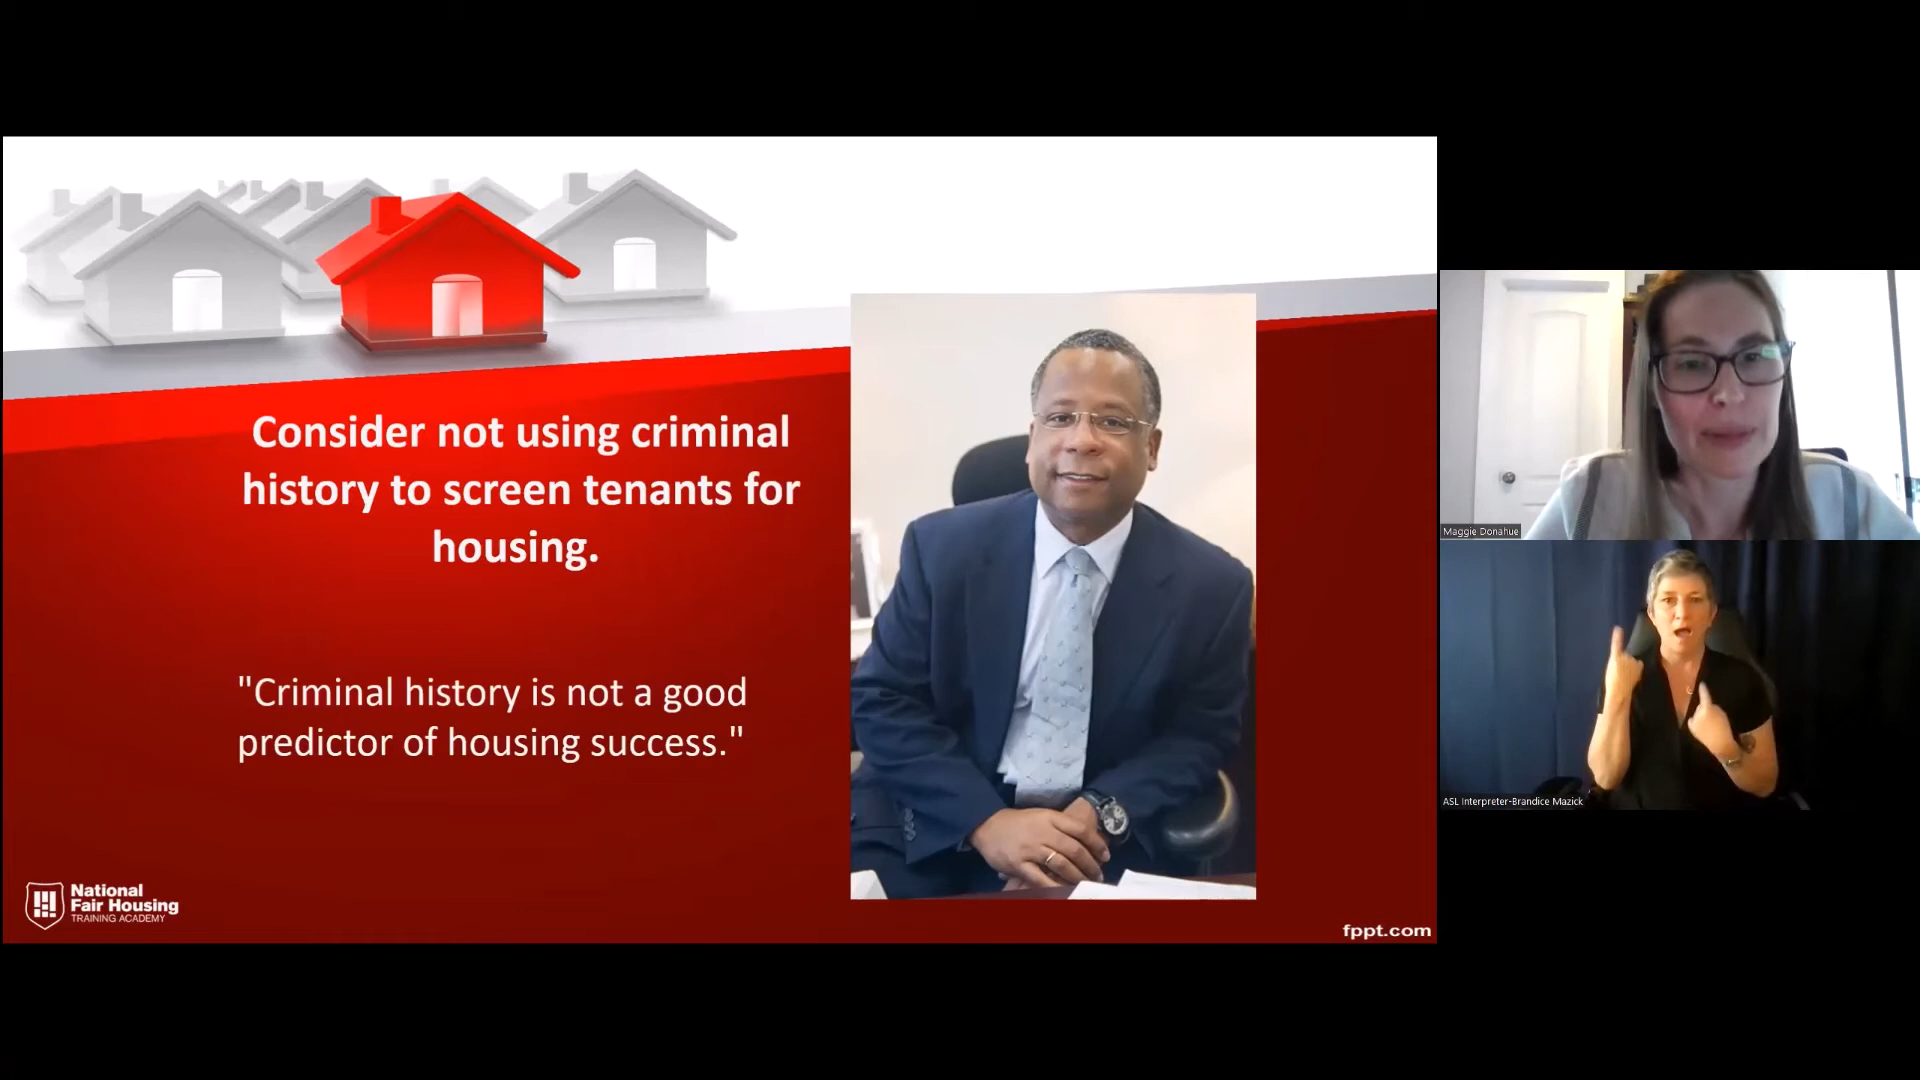 Consider not using criminal
history to screen tenants for
housing.
"Criminal history is not a good
predictor of housing success."
National
Fair Housing
TRAINING ACADEMY
fppt.com
Maggie Donahue
ASL Interpreter-Brandice Mazick